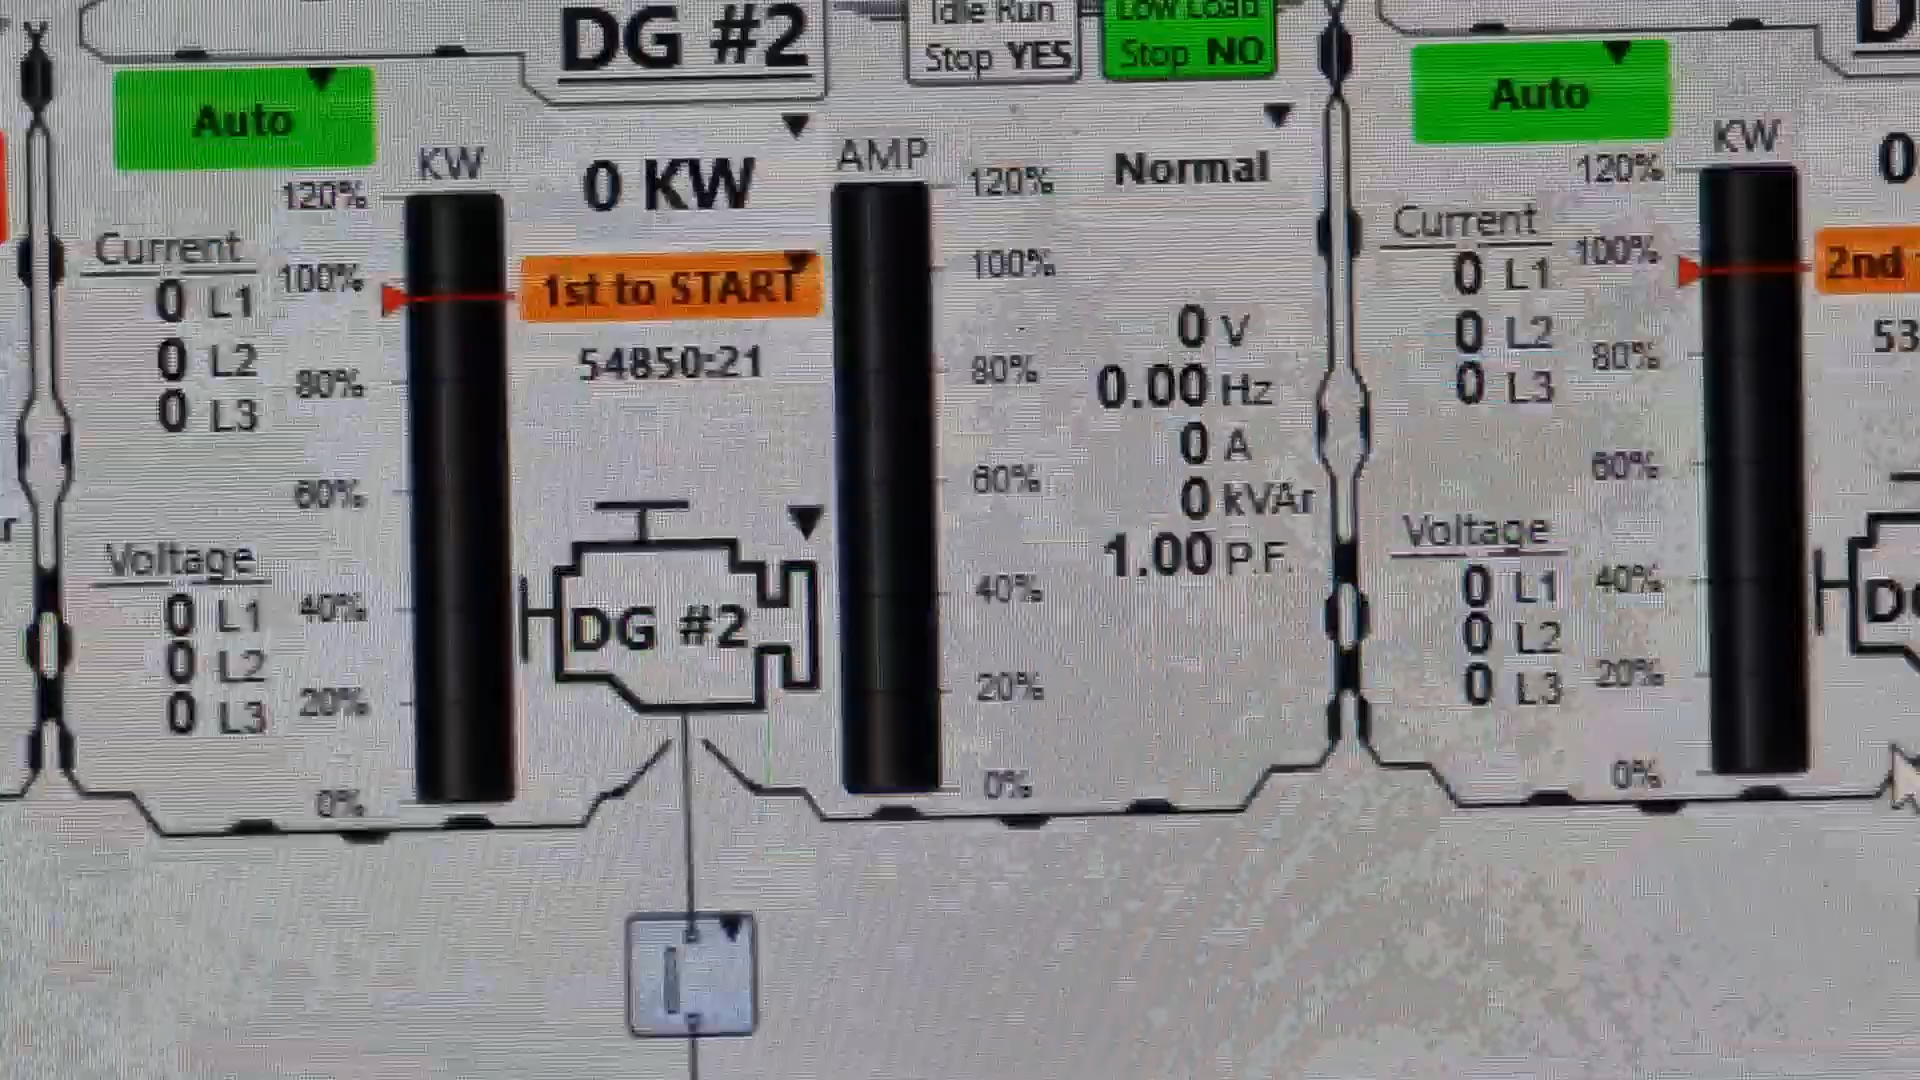 DG #2
Idle Run
Stop YES
Low Load
Stop NO
Auto
KW
120%
100%
80%
60%
40%
20%
0%
Current
0 L1
0 L2
0 L3
Voltage
0 L1
0 L2
0 L3
0 KW
1st to START
54850:21
DG #2
AMP
120%
100%
80%
60%
40%
20%
0%
Normal
0 V
0.00 Hz
0 A
0 kVAr
1.00 P.F.
Auto
KW
120%
100%
80%
60%
40%
20%
0%
Current
0 L1
0 L2
0 L3
Voltage
0 L1
0 L2
0 L3
0
2nd
53